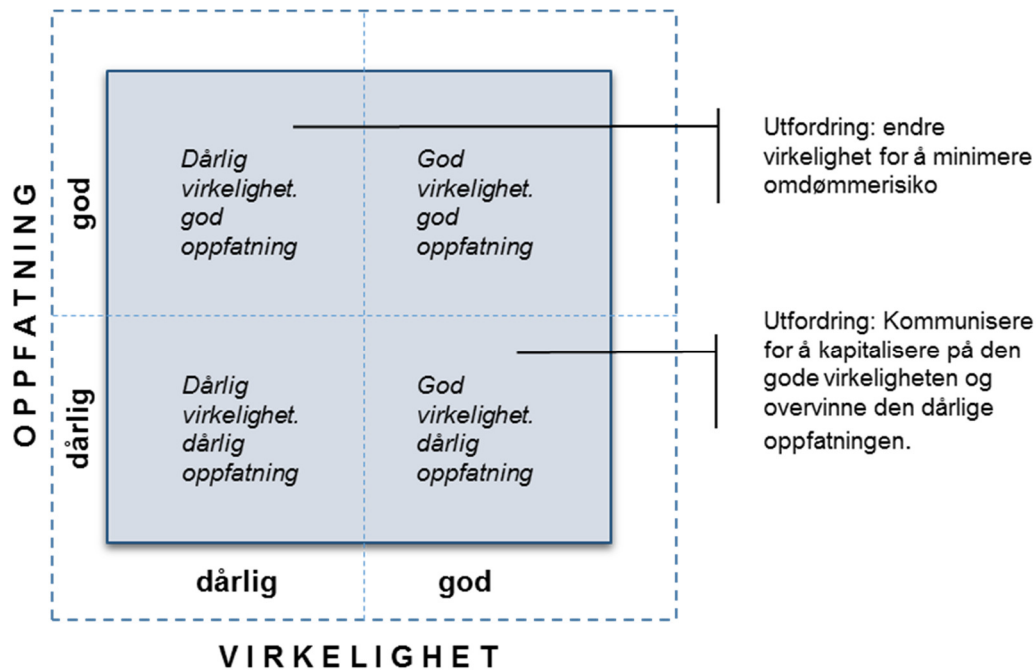 OPPFATNING
god
dårlig
Dårlig
virkelighet.
god
oppfatning
God
virkelighet.
god
oppfatning
Utfordring: endre
virkelighet for å minimere
omdømmerisiko
Dårlig
virkelighet.
dårlig
oppfatning
God
virkelighet.
dårlig
oppfatning
Utfordring: Kommunisere
for å kapitalisere på den
gode virkeligheten og
overvinne den dårlige
oppfatningen.
dårlig
god
VIRKELIGHET